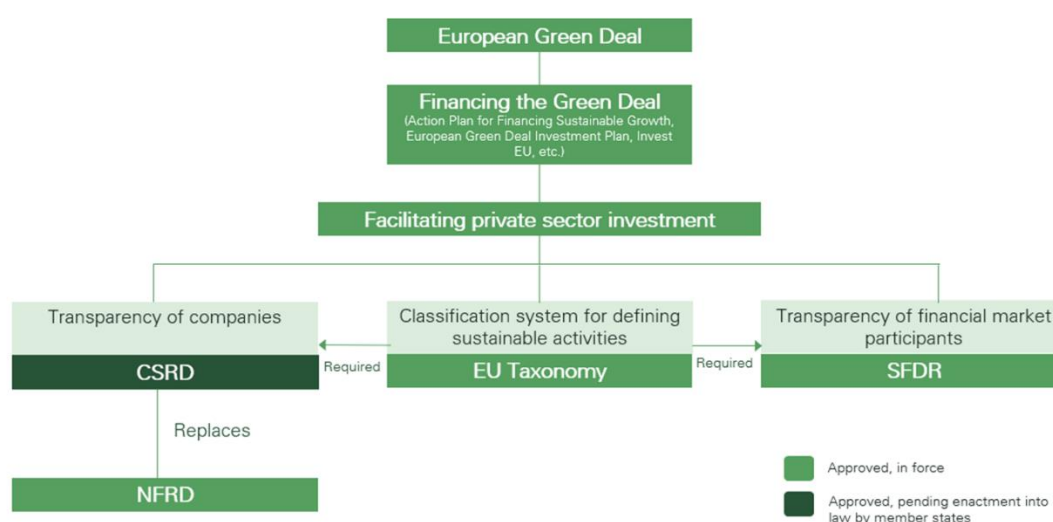 European Green Deal
Financing the Green Deal
(Action Plan for Financing Sustainable Growth,
European Green Deal Investment Plan, Invest
EU, etc.)
Facilitating private sector investment
Transparency of companies
CSRD
Required
Classification system for defining
sustainable activities
EU Taxonomy
Required
Transparency of financial market
participants
SFDR
Replaces
NFRD
Approved, in force
Approved, pending enactment into
law by member states